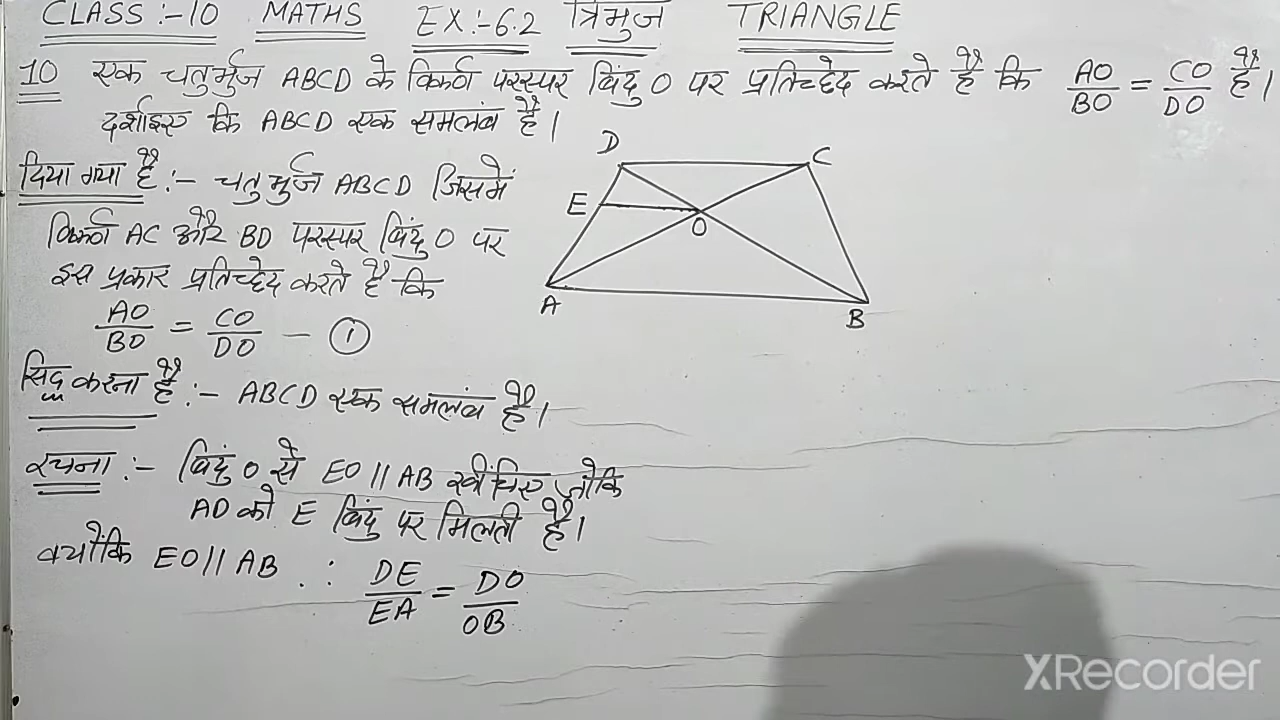 CLASS :- 10 MATHS EX:- 6.2 त्रिभुज TRIANGLE
10 एक चतुर्भुज ABCD के विकर्ण परस्पर बिंदु O पर प्रतिच्छेद करते हैं कि AO/BO = CO/DO है।
दर्शाइए कि ABCD एक समलंब है।
दिया गया है :- चतुर्भुज ABCD जिसमें
विकर्ण AC और BD परस्पर बिंदु O पर
इस प्रकार प्रतिच्छेद करते हैं कि
AO/BO = CO/DO — ①
सिद्ध करना है :- ABCD एक समलंब है।
रचना :- बिंदु O से EO || AB खींचिए जोकि
AD को E बिंदु पर मिलती है।
क्योंकि EO || AB ∴ DE/EA = DO/OB
D C
E O
A B
XRecorder